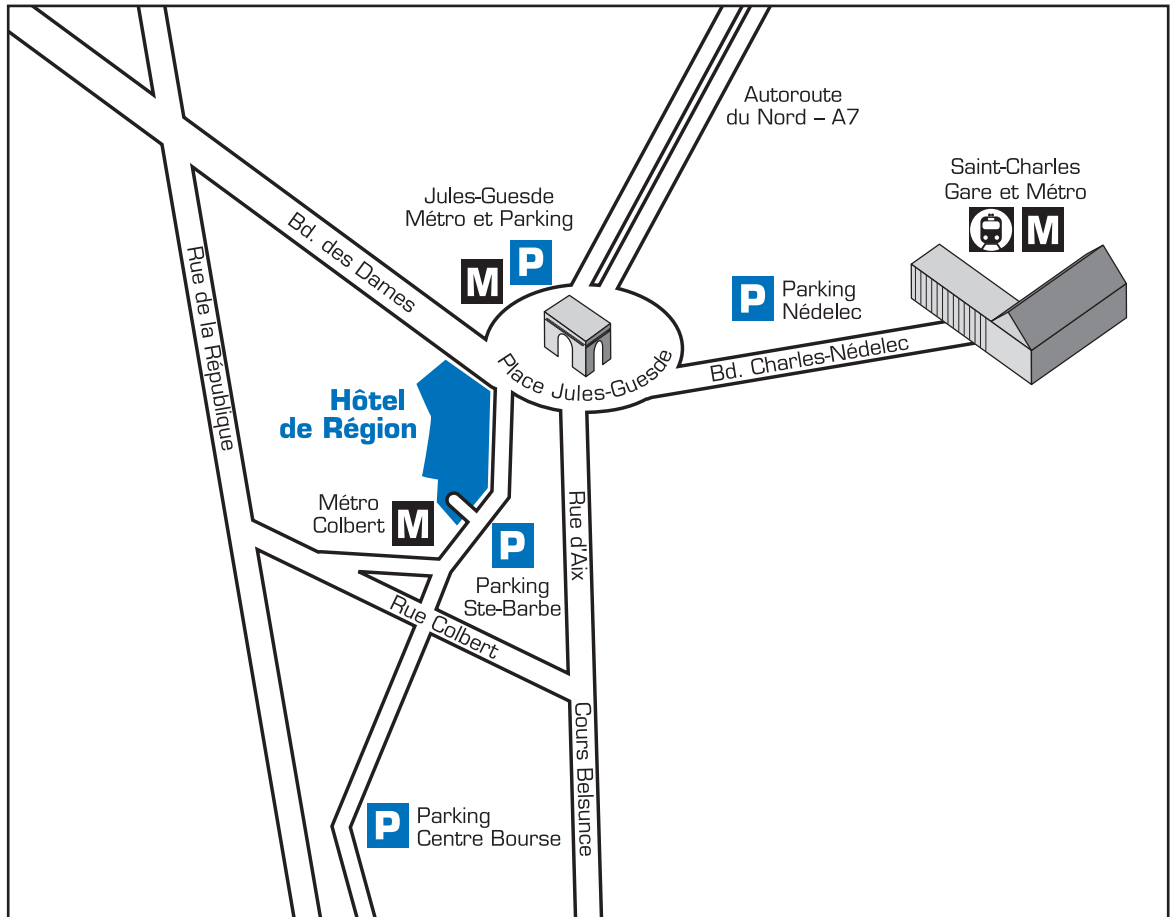 Autoroute
du Nord – A7
Saint-Charles
Gare et Métro
M
Jules-Guesde
Métro et Parking
M
P
Bd. des Dames
Rue de la République
P
Parking
Nédelec
Place Jules-Guesde
Bd. Charles-Nédelec
Hôtel
de Région
Métro
Colbert
M
P
Parking
Ste-Barbe
Rue d'Aix
Rue Colbert
Cours Belsunce
P
Parking
Centre Bourse